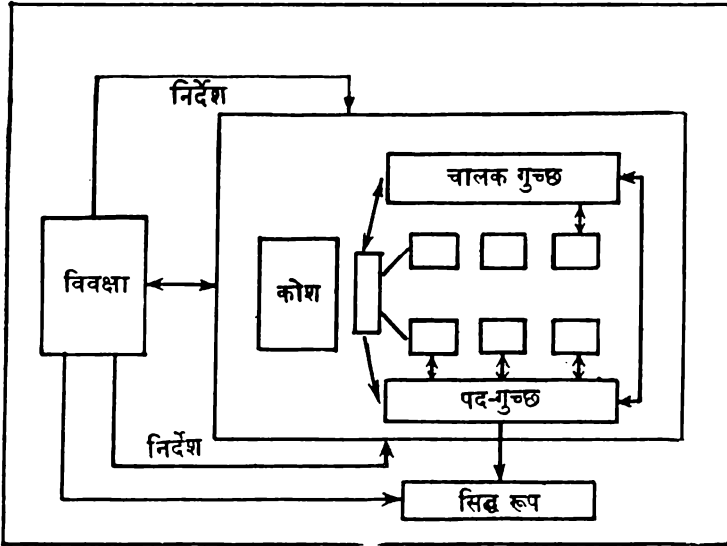 निर्देश
चालक गुच्छ
विवक्षा
कोश
पद-गुच्छ
निर्देश
सिद्ध रूप